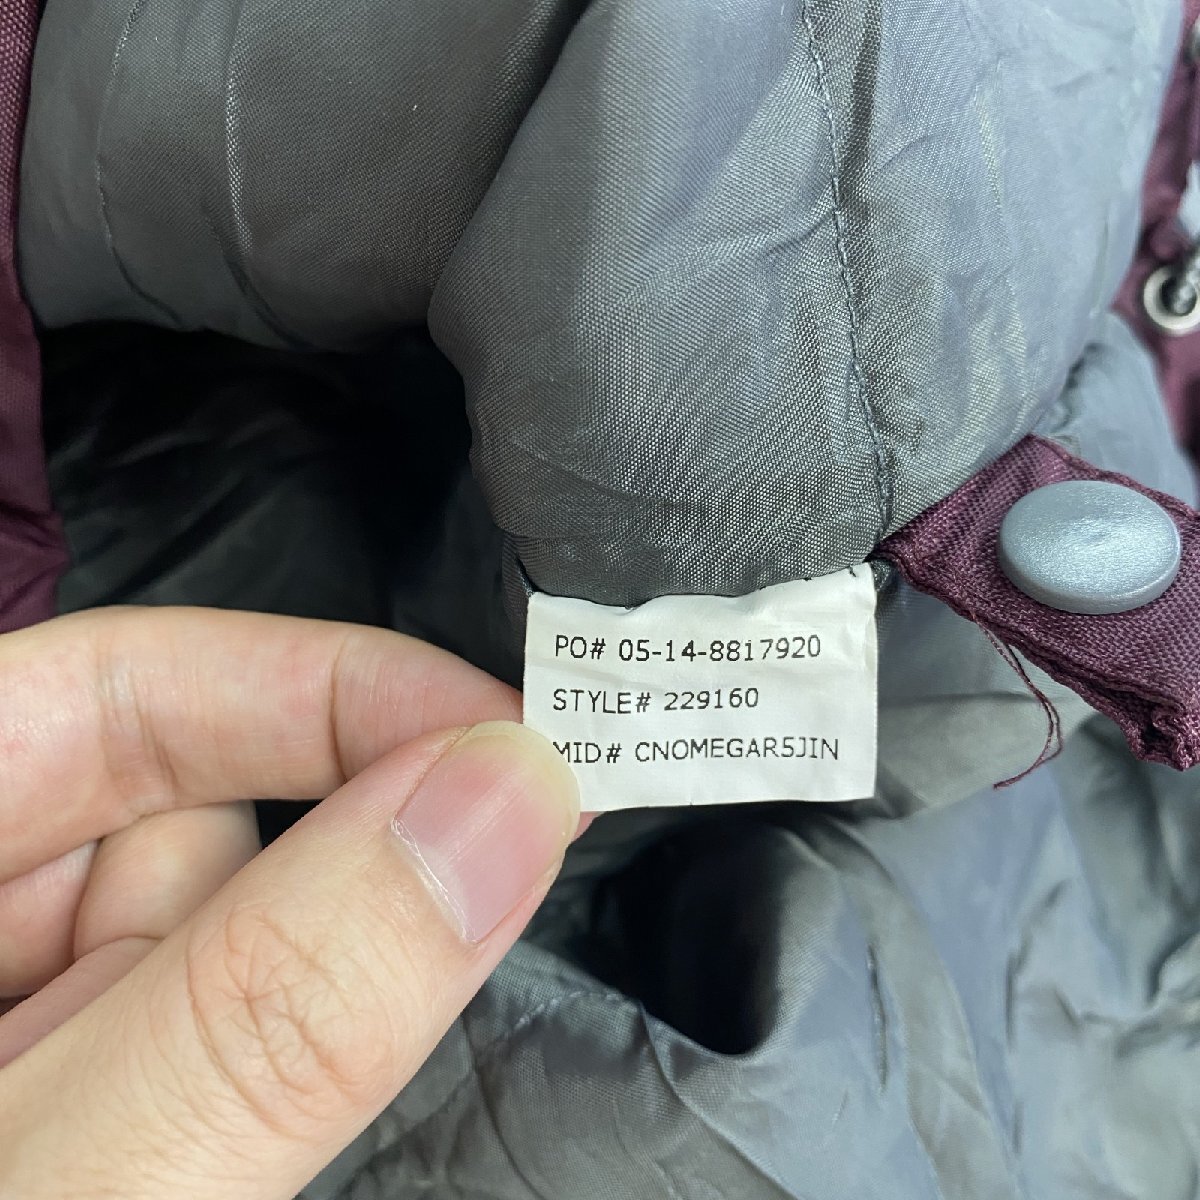 PO# 05-14-8817920
STYLE# 229160
MID# CNOMEGAR5JIN